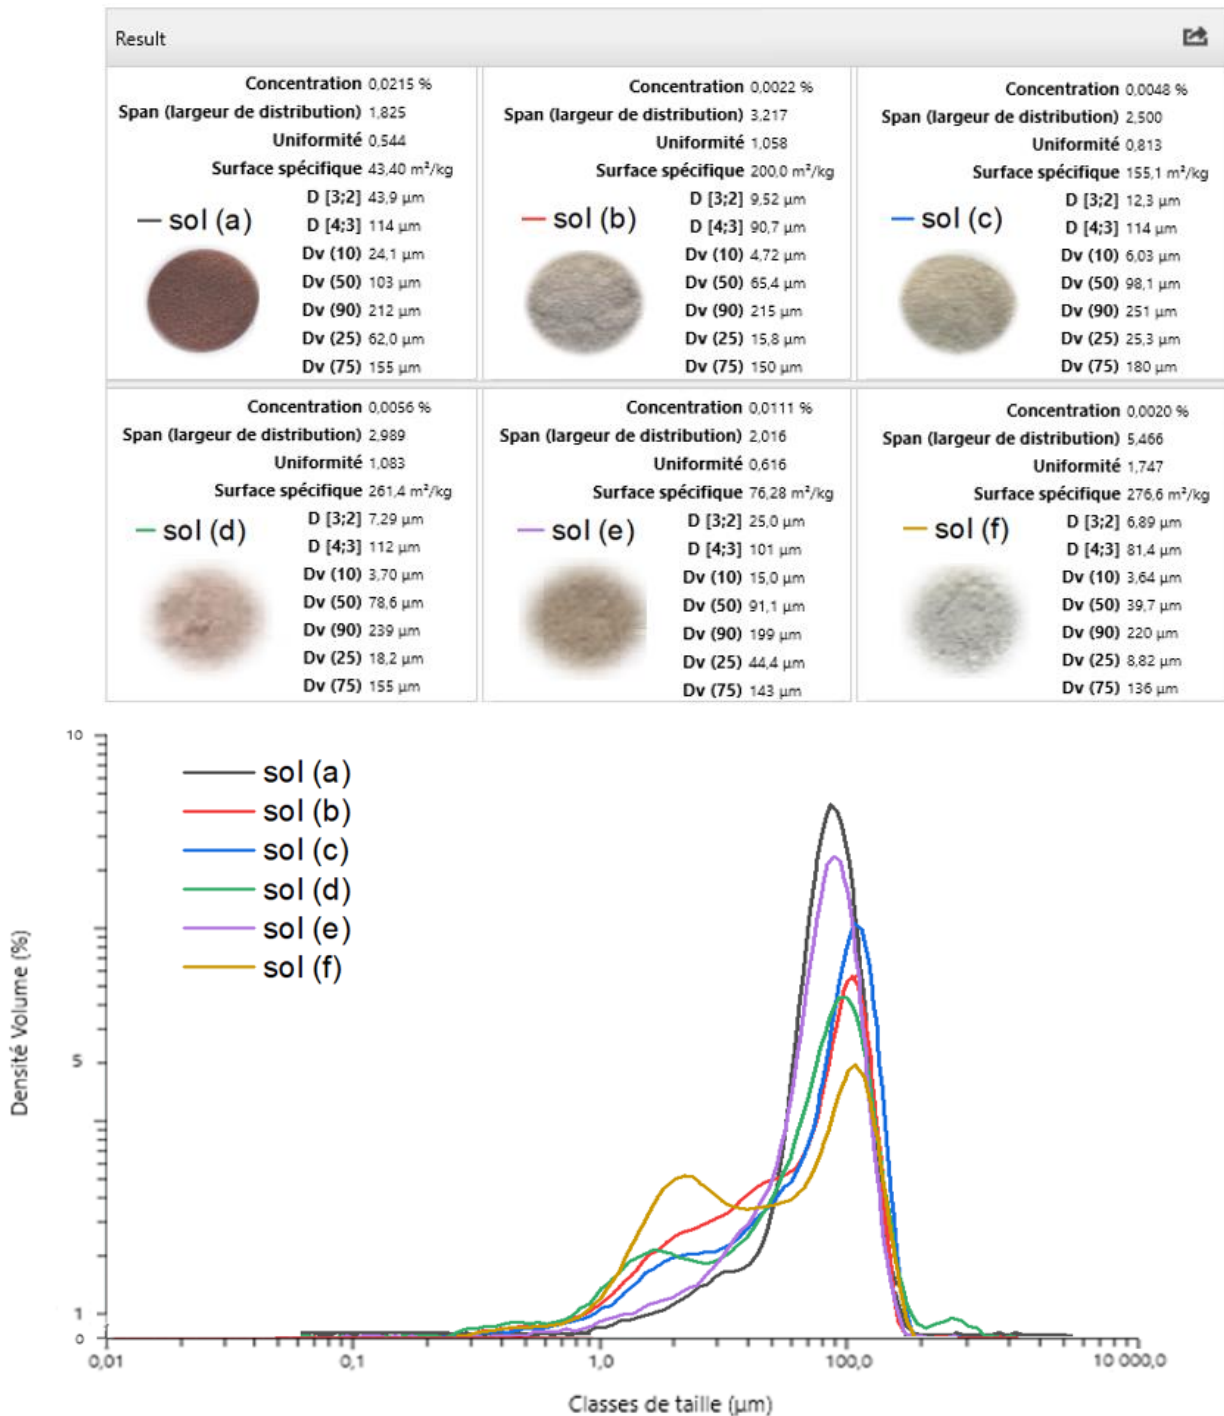 Result
Concentration 0,0215 %
Span (largeur de distribution) 1,825
Uniformité 0,544
Surface spécifique 43,40 m²/kg
D [3;2] 43,9 µm
sol (a)
D [4;3] 114 µm
Dv (10) 24,1 µm
Dv (50) 103 µm
Dv (90) 212 µm
Dv (25) 62,0 µm
Dv (75) 155 µm
Concentration 0,0022 %
Span (largeur de distribution) 3,217
Uniformité 1,058
Surface spécifique 200,0 m²/kg
D [3;2] 9,52 µm
sol (b)
D [4;3] 90,7 µm
Dv (10) 4,72 µm
Dv (50) 65,4 µm
Dv (90) 215 µm
Dv (25) 15,8 µm
Dv (75) 150 µm
Concentration 0,0048 %
Span (largeur de distribution) 2,500
Uniformité 0,813
Surface spécifique 155,1 m²/kg
D [3;2] 12,3 µm
sol (c)
D [4;3] 114 µm
Dv (10) 6,03 µm
Dv (50) 98,1 µm
Dv (90) 251 µm
Dv (25) 25,3 µm
Dv (75) 180 µm
Concentration 0,0056 %
Span (largeur de distribution) 2,989
Uniformité 1,083
Surface spécifique 261,4 m²/kg
D [3;2] 7,29 µm
sol (d)
D [4;3] 112 µm
Dv (10) 3,70 µm
Dv (50) 78,6 µm
Dv (90) 239 µm
Dv (25) 18,2 µm
Dv (75) 155 µm
Concentration 0,0111 %
Span (largeur de distribution) 2,016
Uniformité 0,616
Surface spécifique 76,28 m²/kg
D [3;2] 25,0 µm
sol (e)
D [4;3] 101 µm
Dv (10) 15,0 µm
Dv (50) 91,1 µm
Dv (90) 199 µm
Dv (25) 44,4 µm
Dv (75) 143 µm
Concentration 0,0020 %
Span (largeur de distribution) 5,466
Uniformité 1,747
Surface spécifique 276,6 m²/kg
D [3;2] 6,89 µm
sol (f)
D [4;3] 81,4 µm
Dv (10) 3,64 µm
Dv (50) 39,7 µm
Dv (90) 220 µm
Dv (25) 8,82 µm
Dv (75) 136 µm
10
sol (a)
sol (b)
sol (c)
sol (d)
sol (e)
sol (f)
Densité Volume (%)
5
1
0
0,01 0,1 1,0 100,0 10 000,0
Classes de taille (µm)